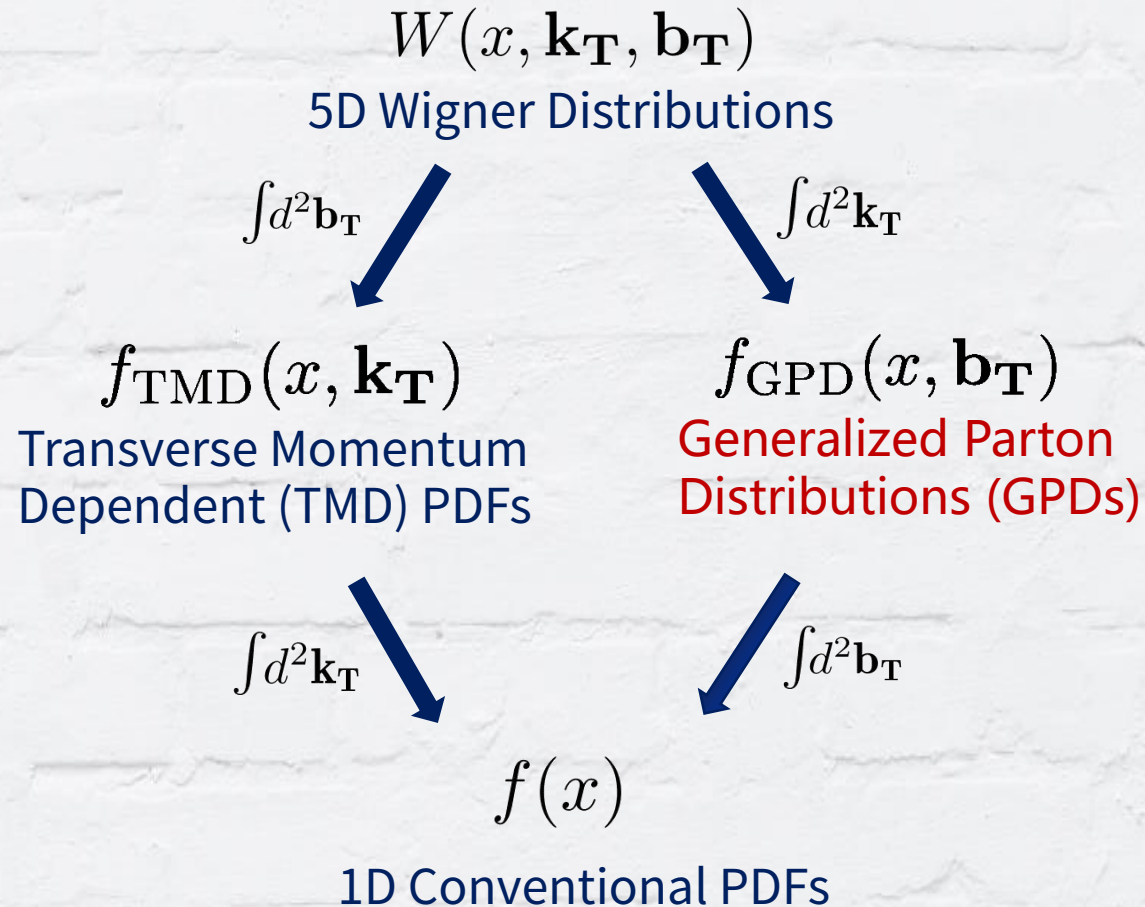 W(x, k_T, b_T)
5D Wigner Distributions
∫d²b_T
∫d²k_T
f_TMD(x, k_T)
Transverse Momentum
Dependent (TMD) PDFs
f_GPD(x, b_T)
Generalized Parton
Distributions (GPDs)
∫d²k_T
∫d²b_T
f(x)
1D Conventional PDFs